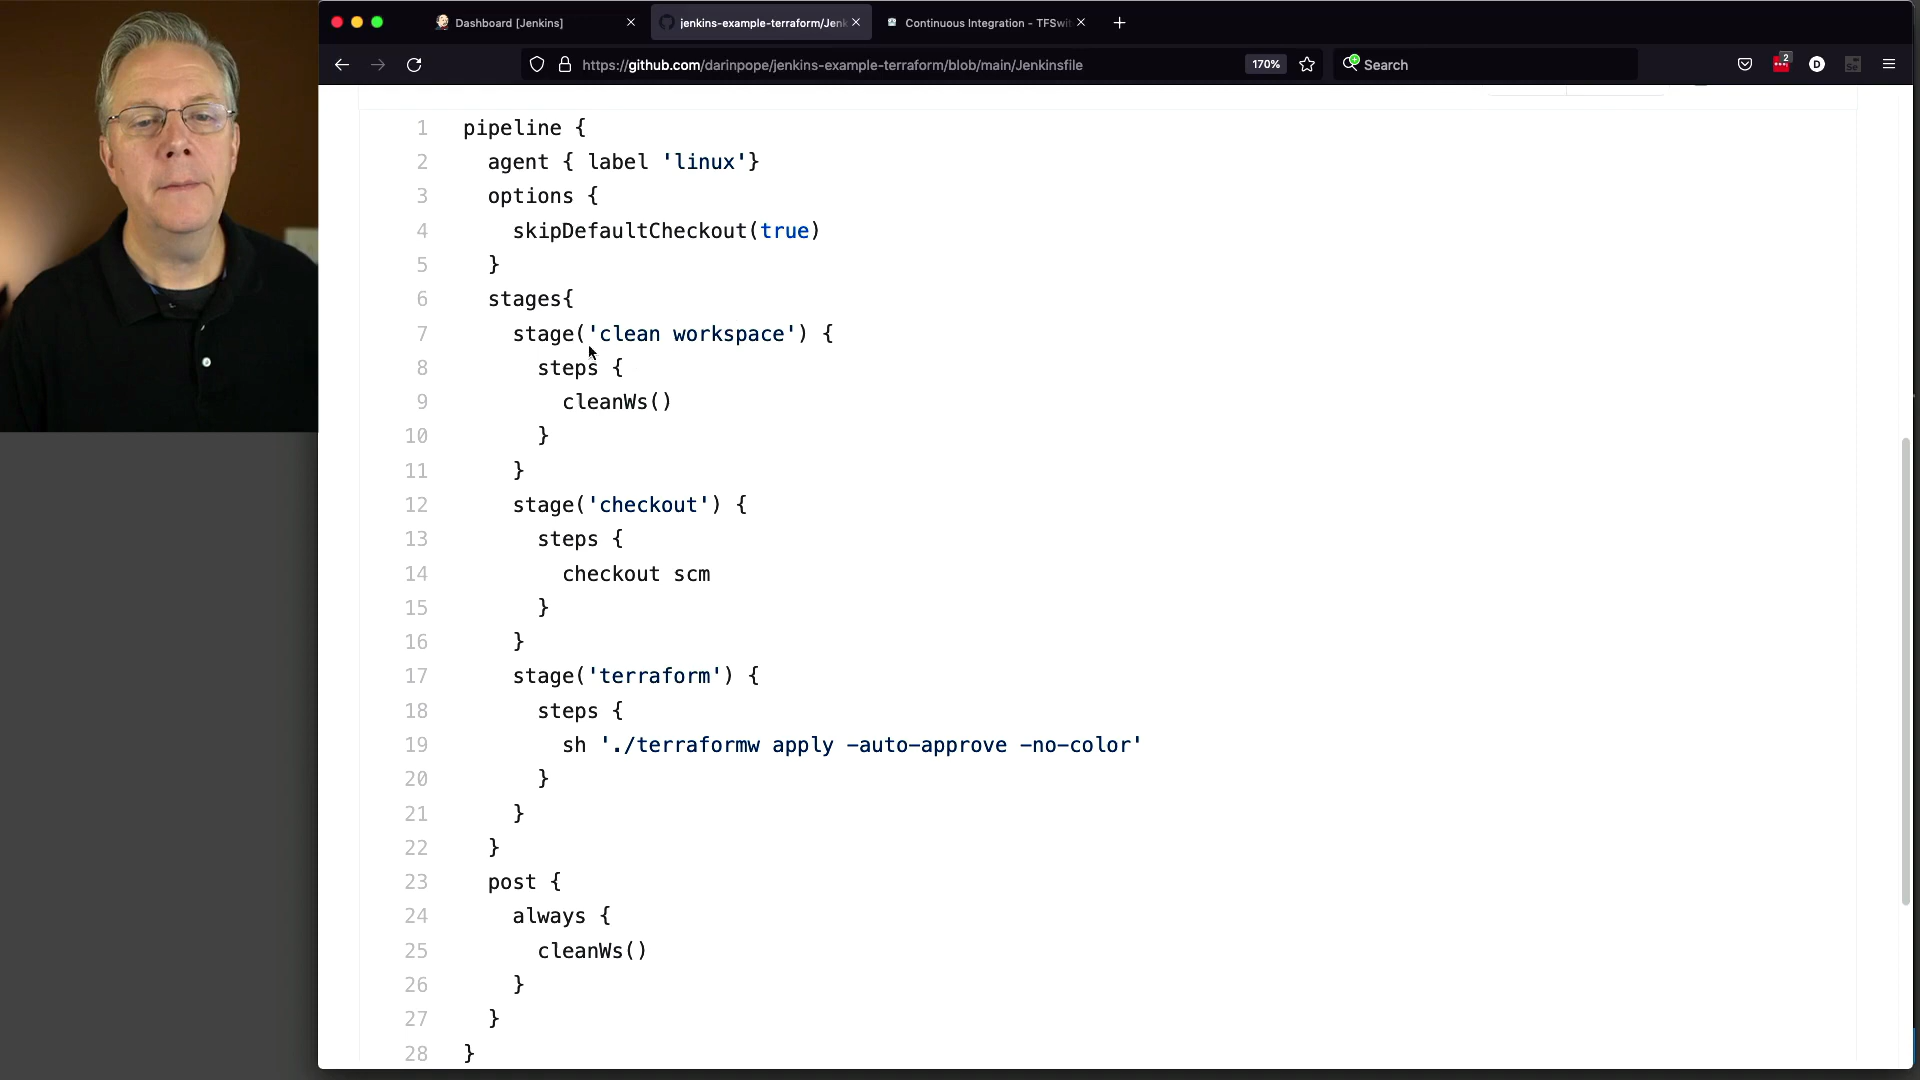 Dashboard [Jenkins]
jenkins-example-terraform/Jenk
Continuous Integration - TFSwit
https://github.com/darinpope/jenkins-example-terraform/blob/main/Jenkinsfile
170%
Search
2
D
Se
1 pipeline {
2 agent { label 'linux'}
3 options {
4 skipDefaultCheckout(true)
5 }
6 stages{
7 stage('clean workspace') {
8 steps {
9 cleanWs()
10 }
11 }
12 stage('checkout') {
13 steps {
14 checkout scm
15 }
16 }
17 stage('terraform') {
18 steps {
19 sh './terraformw apply -auto-approve -no-color'
20 }
21 }
22 }
23 post {
24 always {
25 cleanWs()
26 }
27 }
28 }